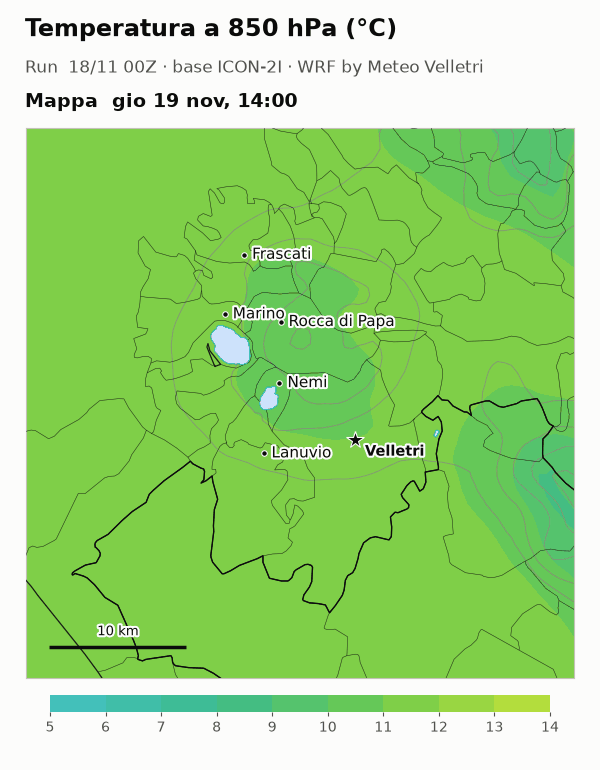 Temperatura a 850 hPa (°C)
Run  18/11 00Z · base ICON-2I · WRF by Meteo Velletri
Mappa  gio 19 nov, 14:00
Frascati
Marino
Rocca di Papa
Nemi
Velletri
Lanuvio
10 km
5 6 7 8 9 10 11 12 13 14